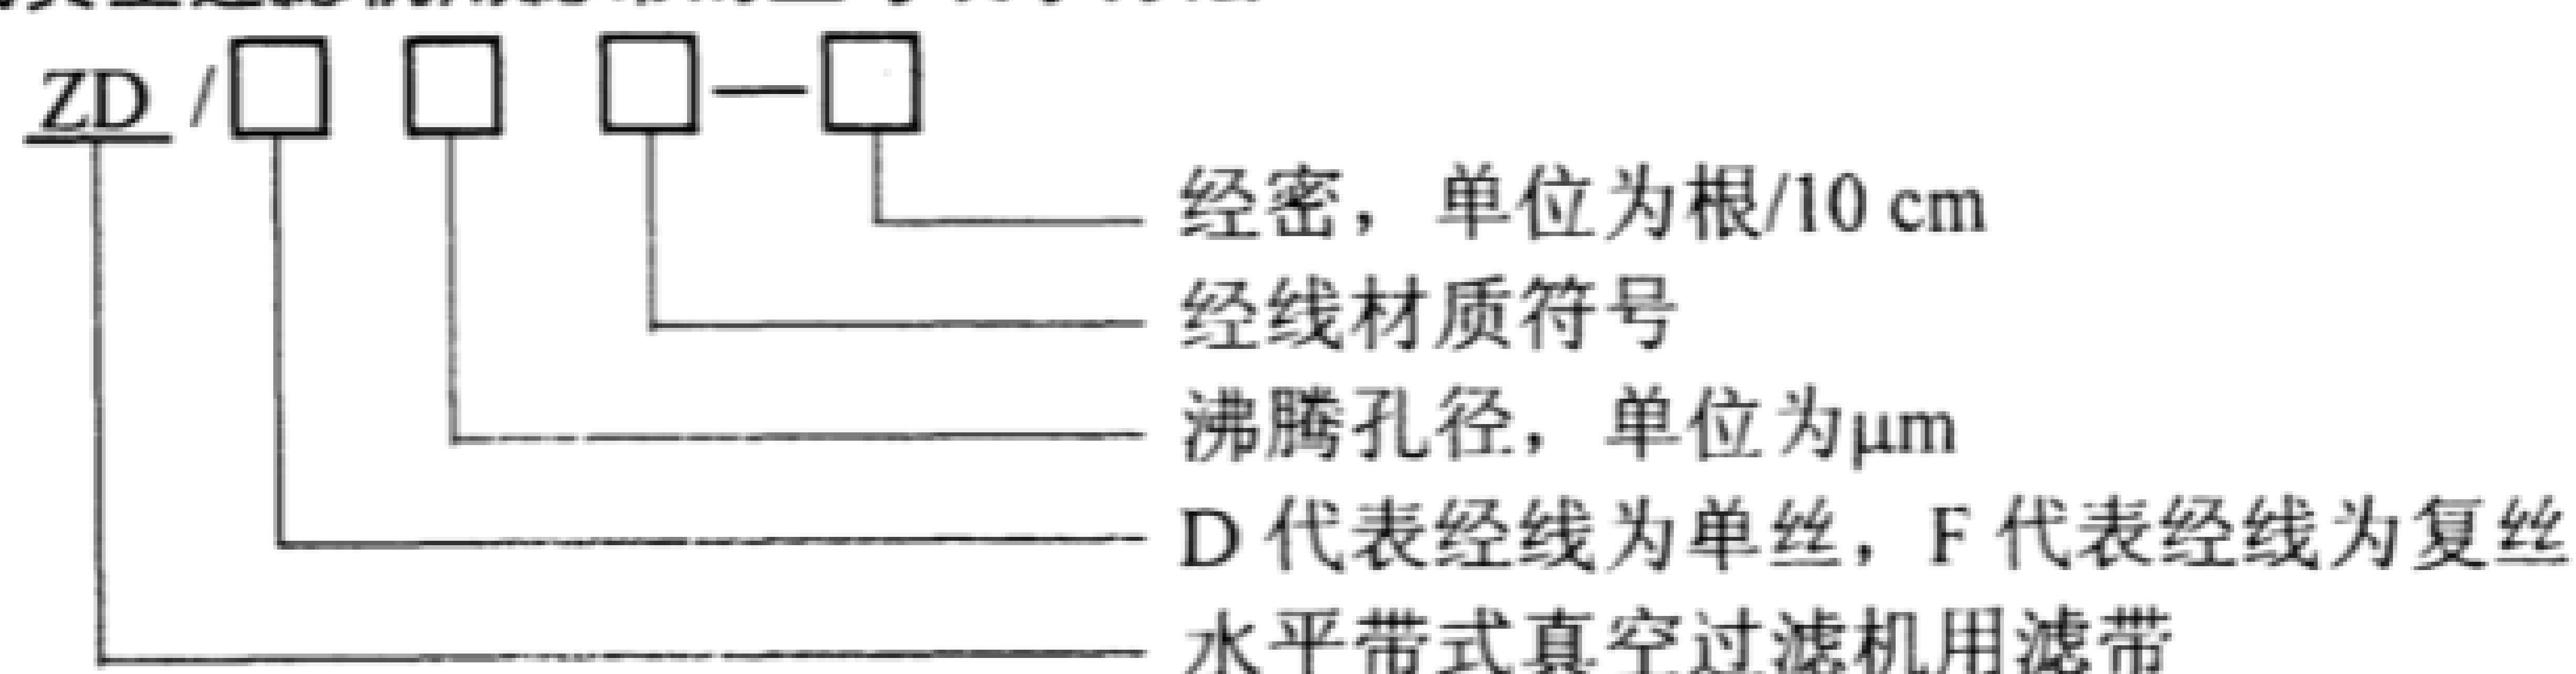 ZD / □ □ □ — □
经密，单位为根/10 cm
经线材质符号
沸腾孔径，单位为μm
D 代表经线为单丝，F 代表经线为复丝
水平带式真空过滤机用滤带